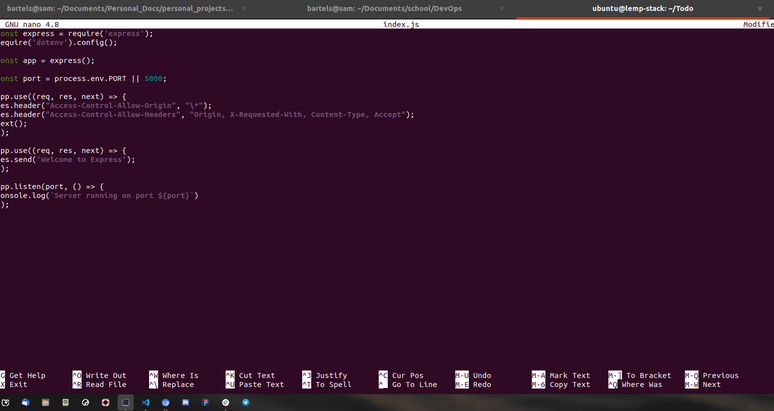 bartels@sam: ~/Documents/Personal_Docs/personal_projects... ×
bartels@sam: ~/Documents/school/DevOps ×
ubuntu@lemp-stack: ~/Todo ×
GNU nano 4.8 index.js Modifie
onst express = require('express');
equire('dotenv').config();
onst app = express();
onst port = process.env.PORT || 5000;
pp.use((req, res, next) => {
es.header("Access-Control-Allow-Origin", "\*");
es.header("Access-Control-Allow-Headers", "Origin, X-Requested-With, Content-Type, Accept");
ext();
);
pp.use((req, res, next) => {
es.send('Welcome to Express');
);
pp.listen(port, () => {
onsole.log(`Server running on port ${port}`)
);
G Get Help ^O Write Out ^W Where Is ^K Cut Text ^J Justify ^C Cur Pos M-U Undo M-A Mark Text M-] To Bracket M-Q Previous
X Exit ^R Read File ^\ Replace ^U Paste Text ^T To Spell ^_ Go To Line M-E Redo M-6 Copy Text ^Q Where Was M-W Next